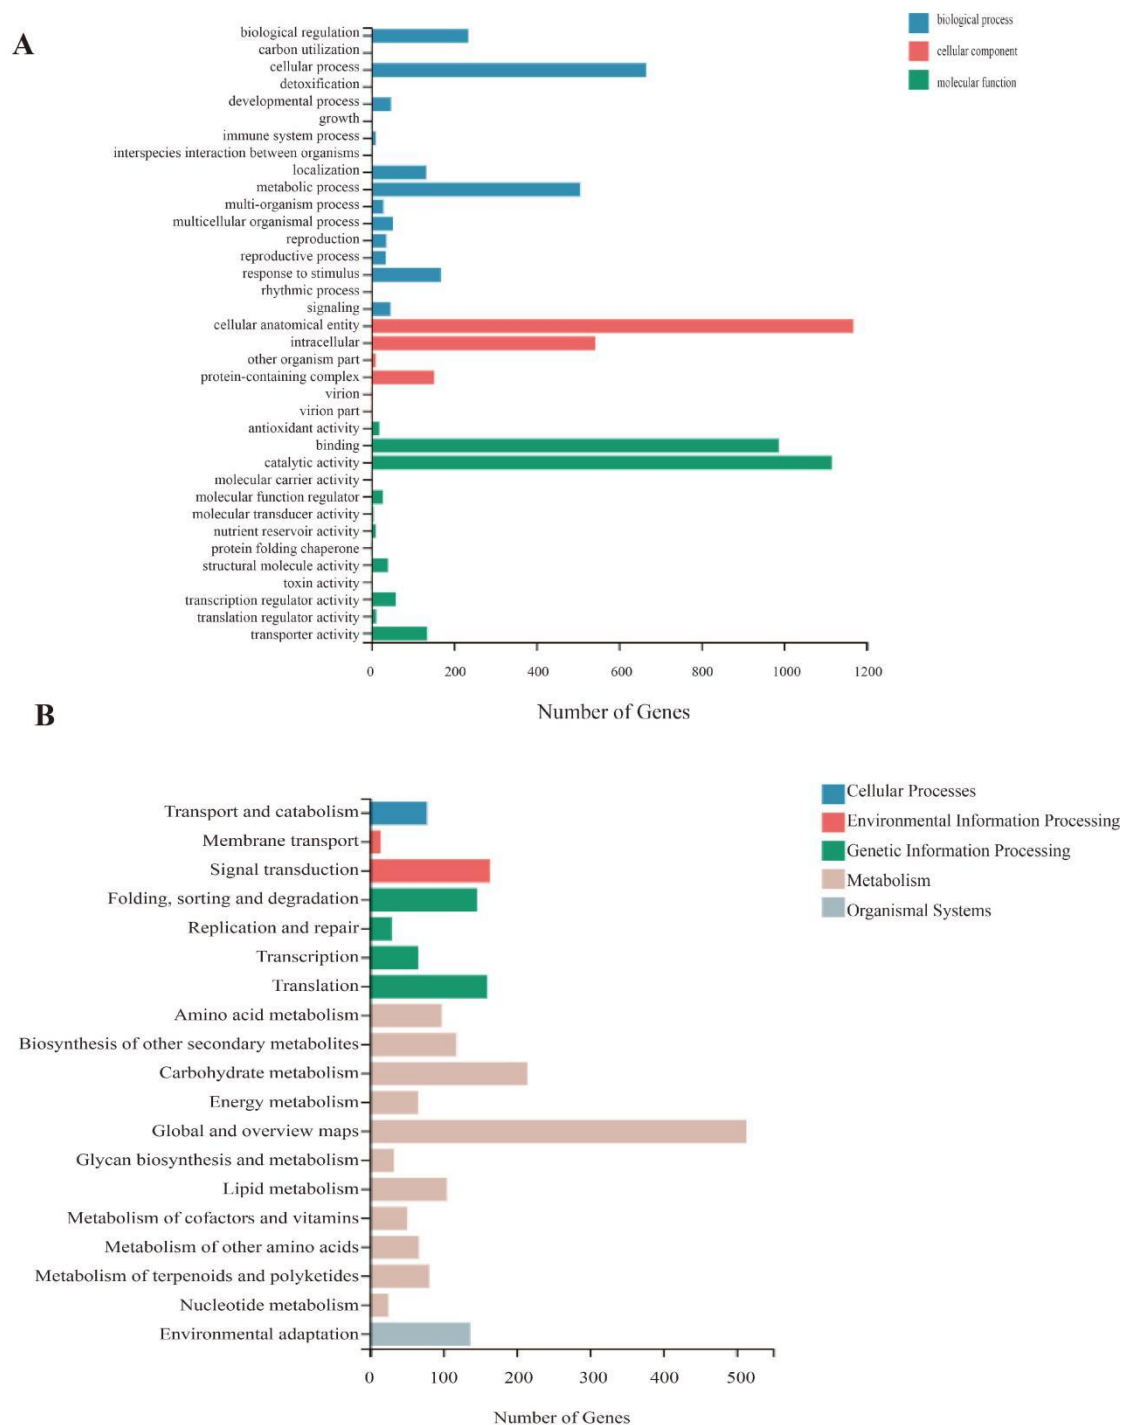 A
biological regulation
carbon utilization
cellular process
detoxification
developmental process
growth
immune system process
interspecies interaction between organisms
localization
metabolic process
multi-organism process
multicellular organismal process
reproduction
reproductive process
response to stimulus
rhythmic process
signaling
cellular anatomical entity
intracellular
other organism part
protein-containing complex
virion
virion part
antioxidant activity
binding
catalytic activity
molecular carrier activity
molecular function regulator
molecular transducer activity
nutrient reservoir activity
protein folding chaperone
structural molecule activity
toxin activity
transcription regulator activity
translation regulator activity
transporter activity
0 200 400 600 800 1000 1200
Number of Genes
biological process
cellular component
molecular function
B
Transport and catabolism
Membrane transport
Signal transduction
Folding, sorting and degradation
Replication and repair
Transcription
Translation
Amino acid metabolism
Biosynthesis of other secondary metabolites
Carbohydrate metabolism
Energy metabolism
Global and overview maps
Glycan biosynthesis and metabolism
Lipid metabolism
Metabolism of cofactors and vitamins
Metabolism of other amino acids
Metabolism of terpenoids and polyketides
Nucleotide metabolism
Environmental adaptation
0 100 200 300 400 500
Number of Genes
Cellular Processes
Environmental Information Processing
Genetic Information Processing
Metabolism
Organismal Systems